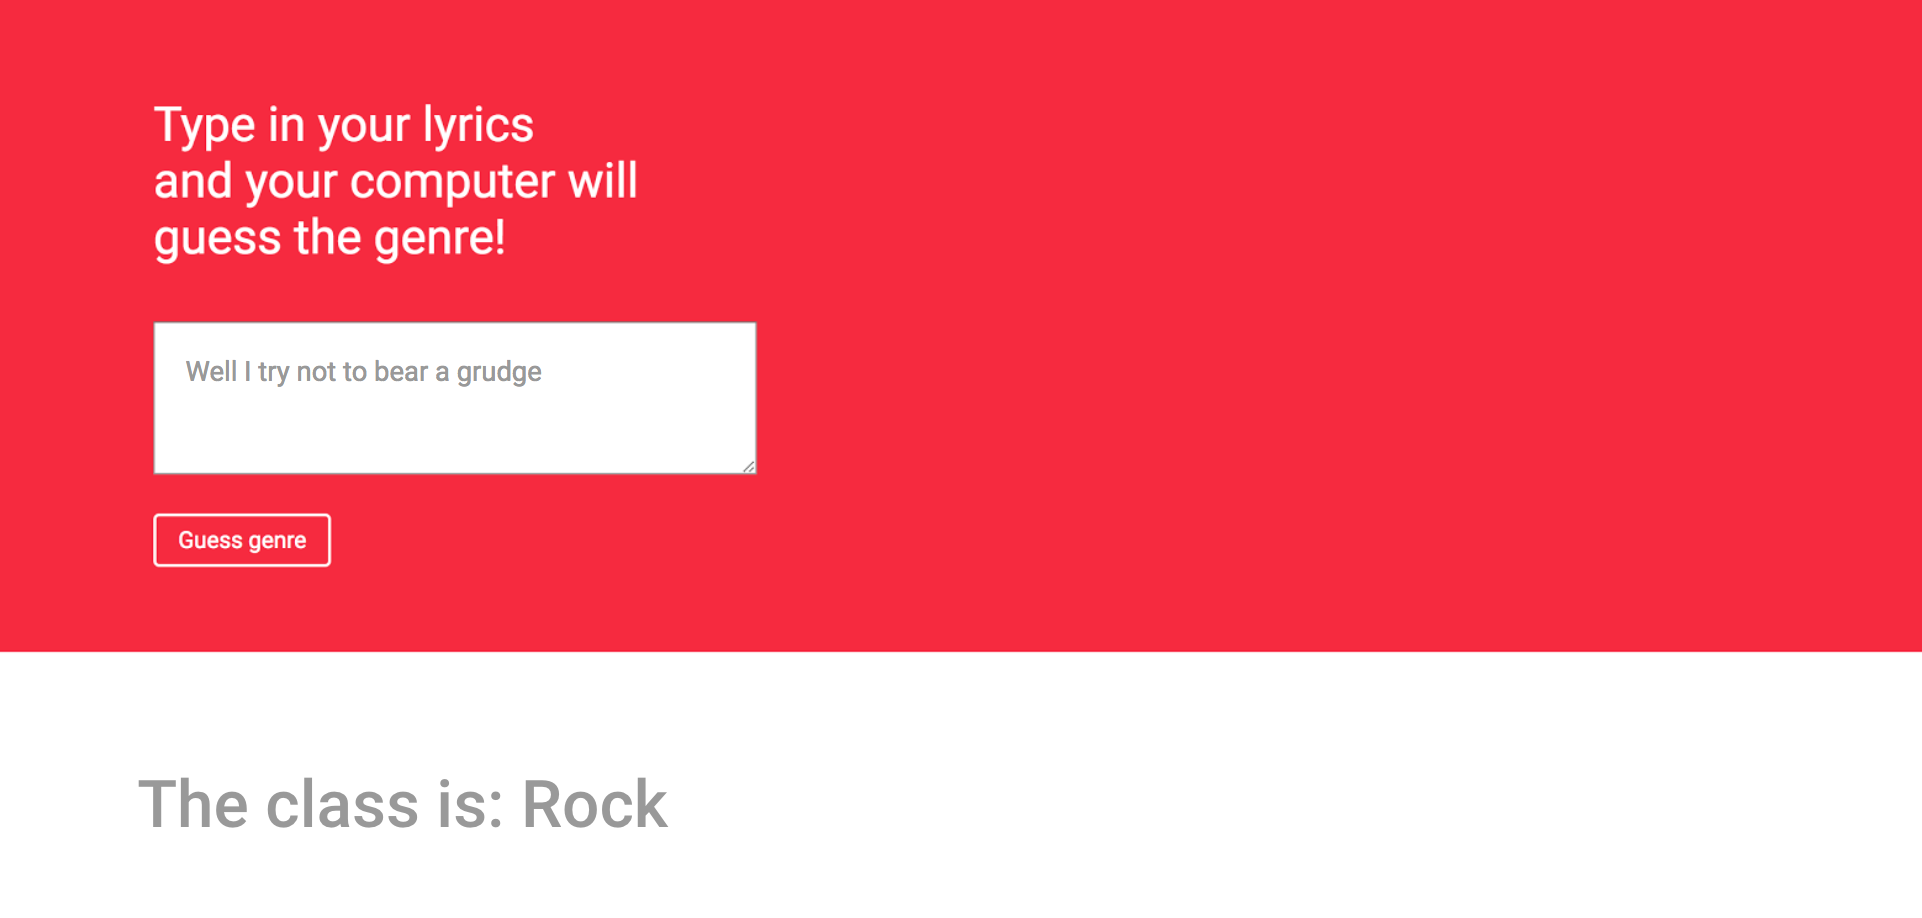 Type in your lyrics
and your computer will
guess the genre!
Well I try not to bear a grudge
Guess genre
The class is: Rock